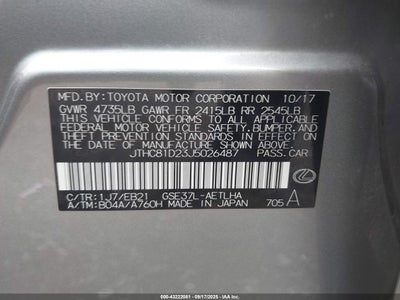 MFD. BY: TOYOTA MOTOR CORPORATION 10/17
GVWR 4735LB GAWR FR 2415LB RR 2545LB
THIS VEHICLE CONFORMS TO ALL APPLICABLE
FEDERAL MOTOR VEHICLE SAFETY, BUMPER, AND
THEFT PREVENTION STANDARDS IN EFFECT ON
THE DATE OF MANUFACTURE SHOWN ABOVE.
JTHC81D23J5026487 PASS. CAR
C/TR: 1J7/EB21 GSE37L-AETLHA
A/TM: B04A/A760H MADE IN JAPAN 705 A
IAA 43222081 - 09/17/2025 - IAAI.COM